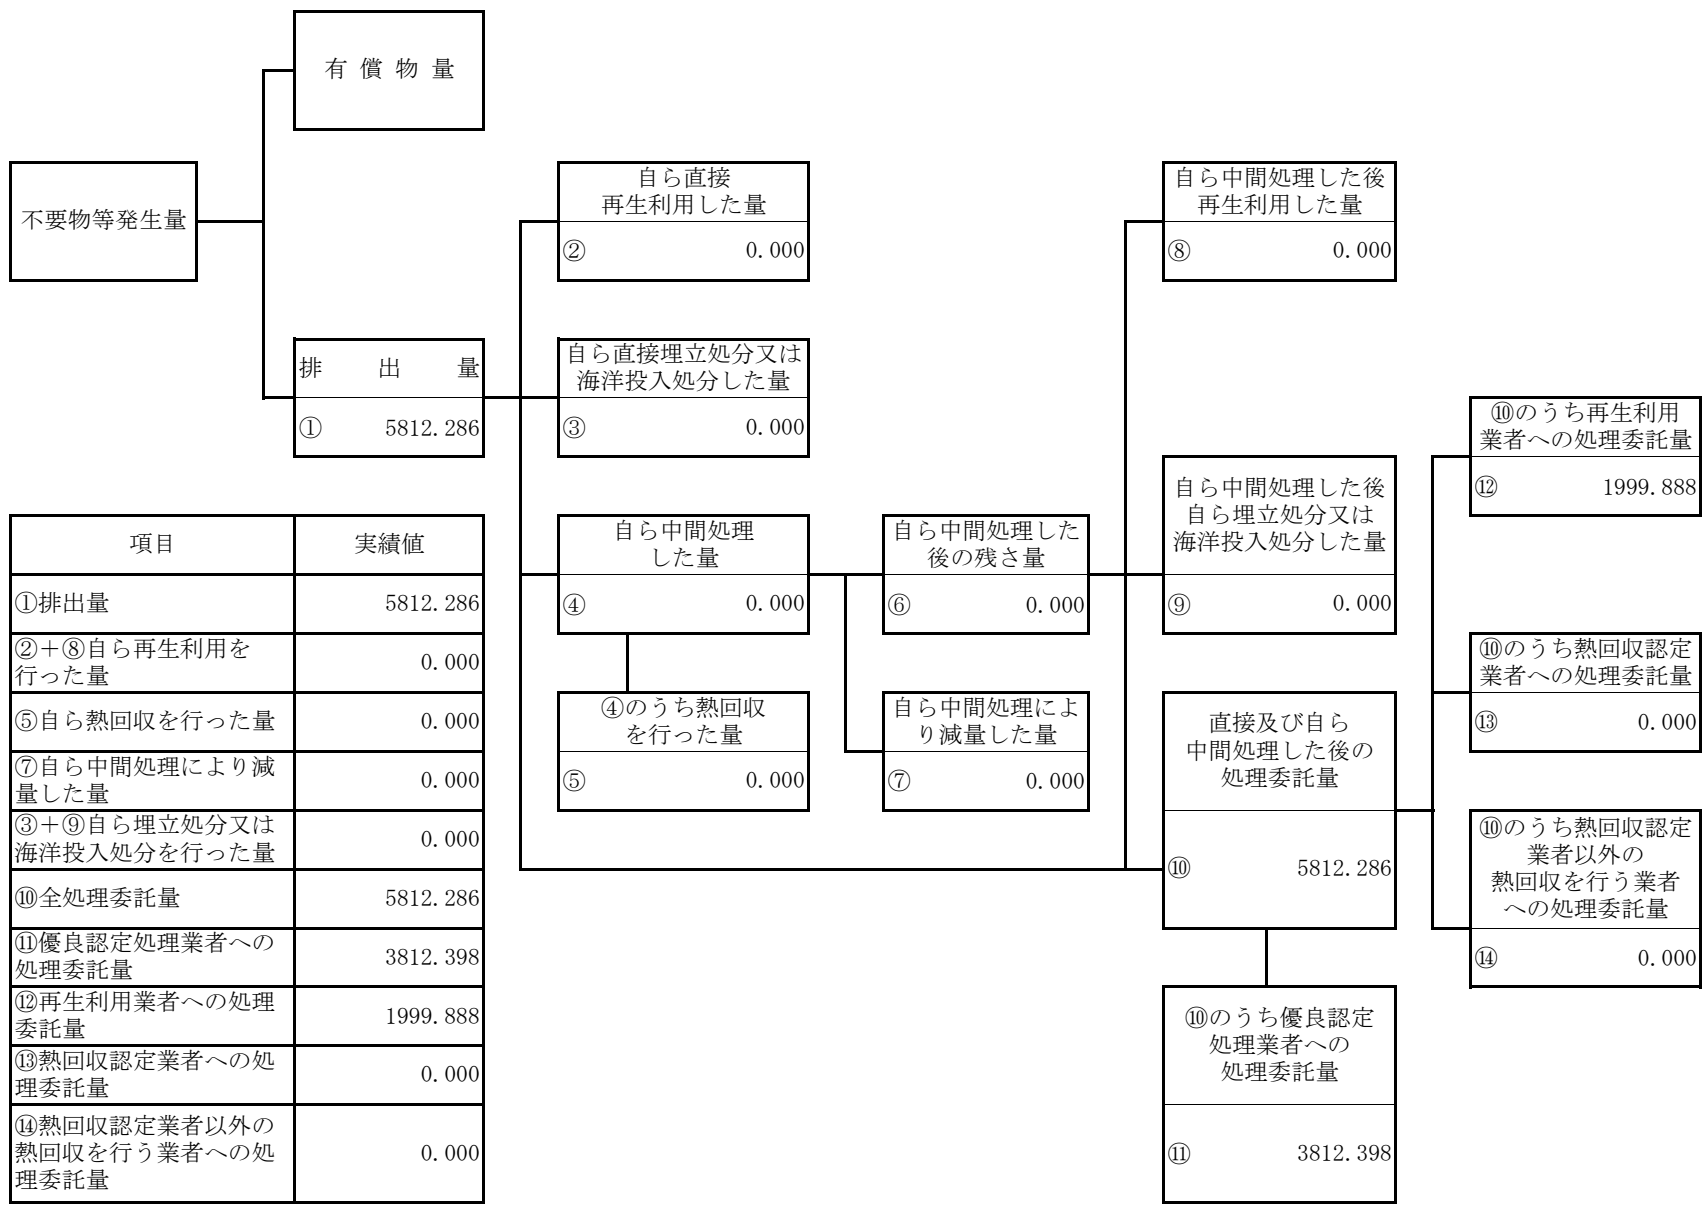 有償物量
不要物等発生量
自ら直接
再生利用した量
② 0.000
自ら中間処理した後
再生利用した量
⑧ 0.000
排出量
① 5812.286
自ら直接埋立処分又は
海洋投入処分した量
③ 0.000
⑩のうち再生利用
業者への処理委託量
⑫ 1999.888
自ら中間処理
した量
④ 0.000
自ら中間処理した
後の残さ量
⑥ 0.000
自ら中間処理した後
自ら埋立処分又は
海洋投入処分した量
⑨ 0.000
⑩のうち熱回収認定
業者への処理委託量
⑬ 0.000
④のうち熱回収
を行った量
⑤ 0.000
自ら中間処理によ
り減量した量
⑦ 0.000
直接及び自ら
中間処理した後の
処理委託量
⑩ 5812.286
⑩のうち熱回収認定
業者以外の
熱回収を行う業者
への処理委託量
⑭ 0.000
⑩のうち優良認定
処理業者への
処理委託量
⑪ 3812.398
項目 実績値
①排出量 5812.286
②＋⑧自ら再生利用を
行った量 0.000
⑤自ら熱回収を行った量 0.000
⑦自ら中間処理により減
量した量 0.000
③＋⑨自ら埋立処分又は
海洋投入処分を行った量 0.000
⑩全処理委託量 5812.286
⑪優良認定処理業者への
処理委託量 3812.398
⑫再生利用業者への処理
委託量 1999.888
⑬熱回収認定業者への処
理委託量 0.000
⑭熱回収認定業者以外の
熱回収を行う業者への処
理委託量 0.000